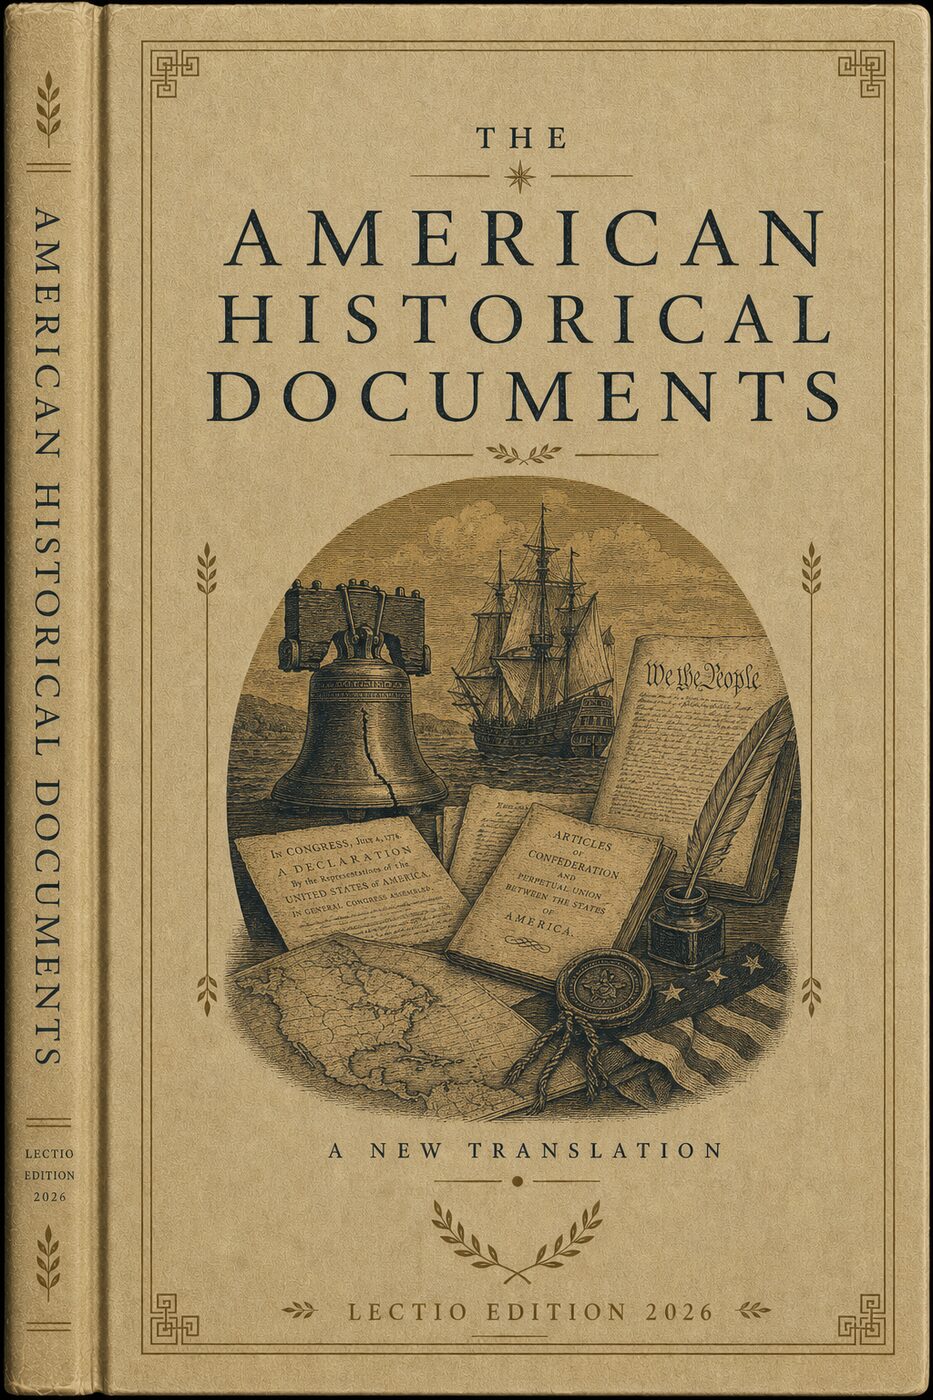 AMERICAN HISTORICAL DOCUMENTS
LECTIO
EDITION
2026
THE
AMERICAN
HISTORICAL
DOCUMENTS
We the People
IN CONGRESS, JULY 4, 1774.
A DECLARATION
By the Representations of the
UNITED STATES of AMERICA,
IN GENERAL CONGRESS ASSEMBLED,
ARTICLES
OF
CONFEDERATION
AND
PERPETUAL UNION
BETWEEN THE STATES
OF
AMERICA.
A NEW TRANSLATION
LECTIO EDITION 2026